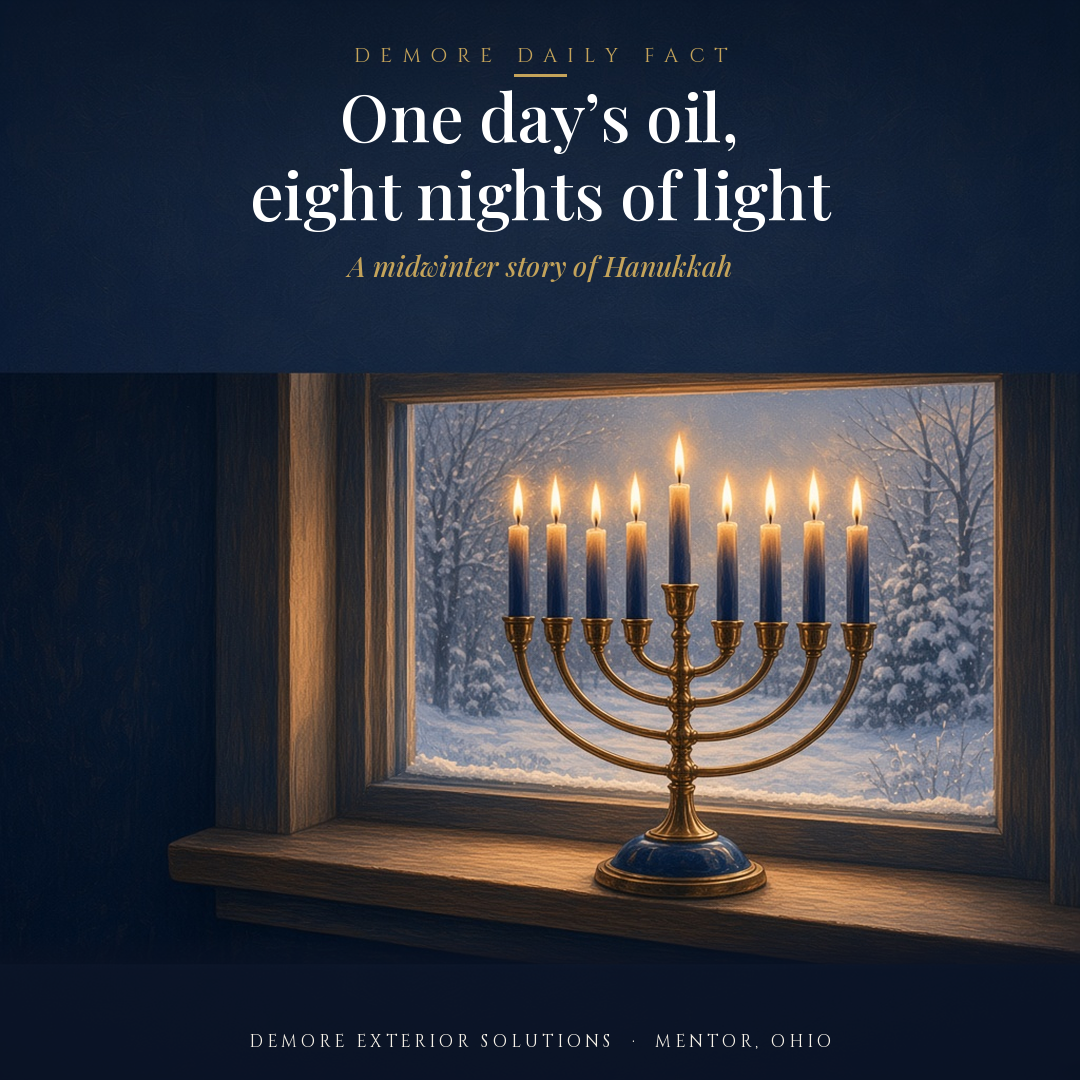 DEMORE DAILY FACT
One day’s oil,
eight nights of light
A midwinter story of Hanukkah
DEMORE EXTERIOR SOLUTIONS · MENTOR, OHIO